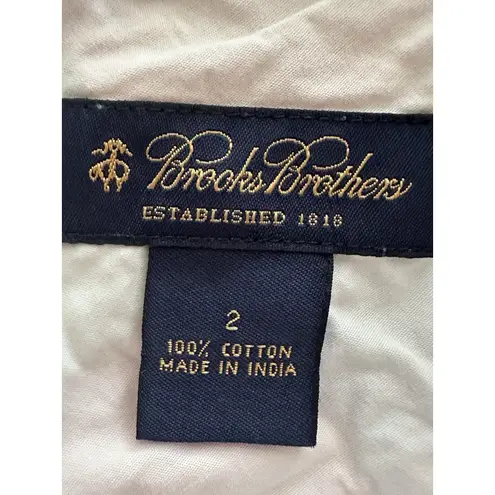 Brooks Brothers
ESTABLISHED 1818
2
100% COTTON
MADE IN INDIA